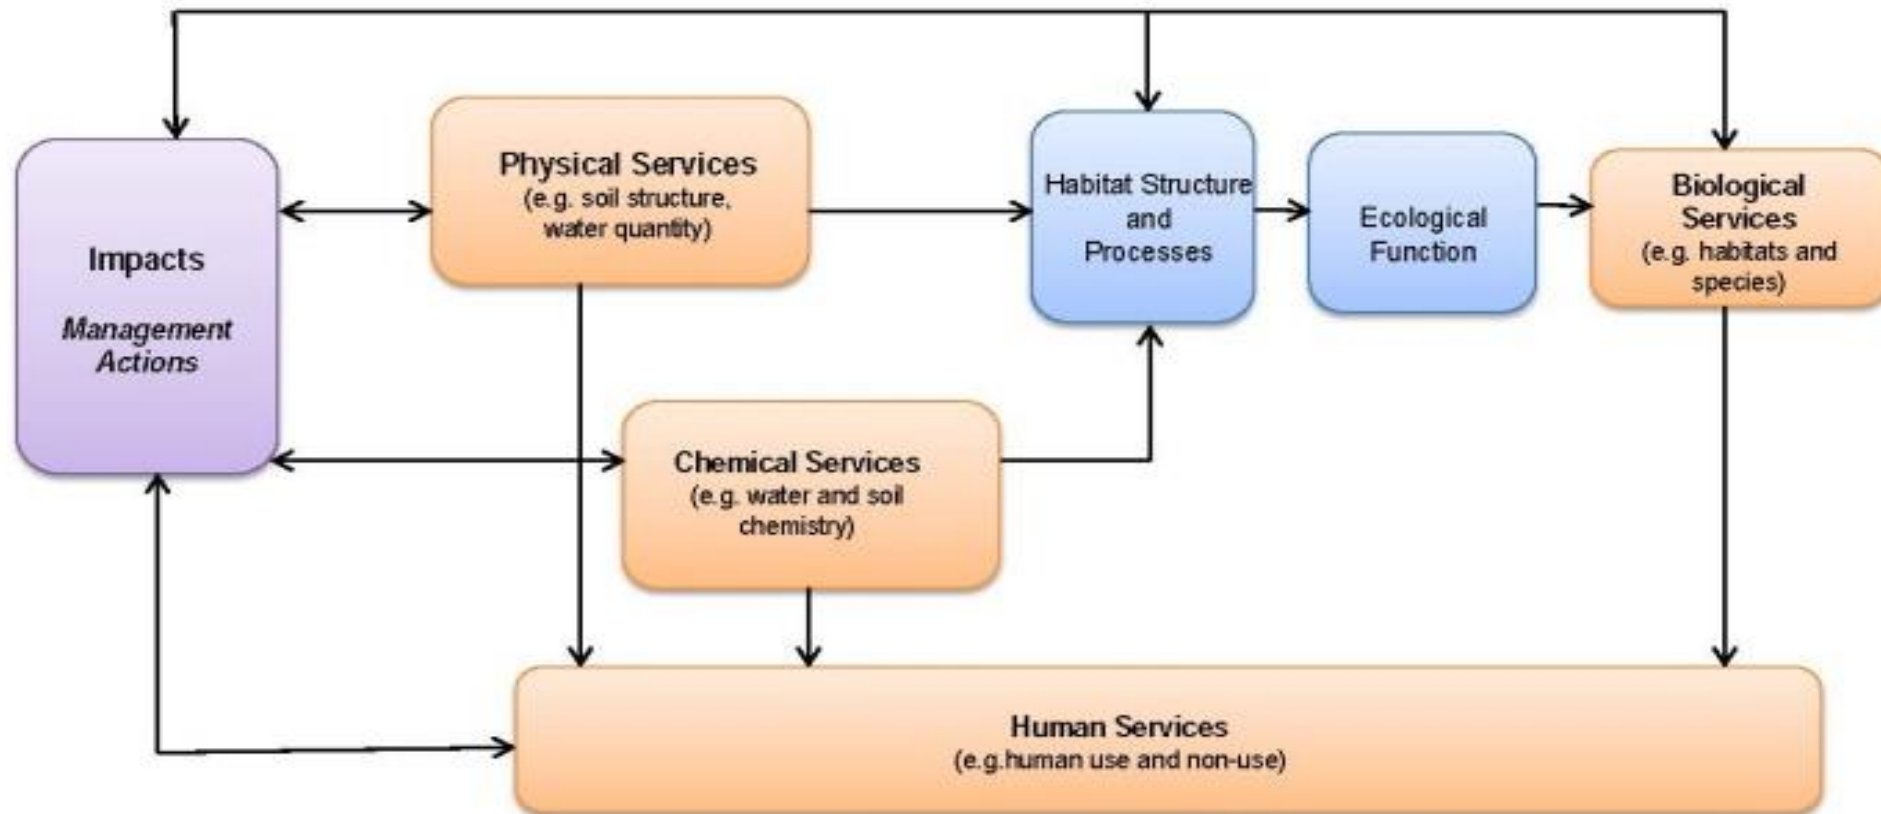 Physical Services
(e.g. soil structure,
water quantity)
Impacts
Management
Actions
Habitat Structure
and
Processes
Ecological
Function
Biological
Services
(e.g. habitats and
species)
Chemical Services
(e.g. water and soil
chemistry)
Human Services
(e.g.human use and non-use)